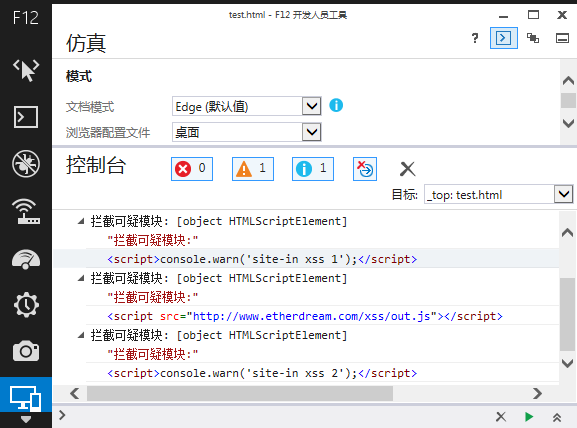 F12
test.html - F12 开发人员工具
仿真
?
模式
文档模式 Edge (默认值)
浏览器配置文件 桌面
控制台 0 1 1
目标: _top: test.html
拦截可疑模块: [object HTMLScriptElement]
"拦截可疑模块:"
<script>console.warn('site-in xss 1');</script>
拦截可疑模块: [object HTMLScriptElement]
"拦截可疑模块:"
<script src="http://www.etherdream.com/xss/out.js"></script>
拦截可疑模块: [object HTMLScriptElement]
"拦截可疑模块:"
<script>console.warn('site-in xss 2');</script>